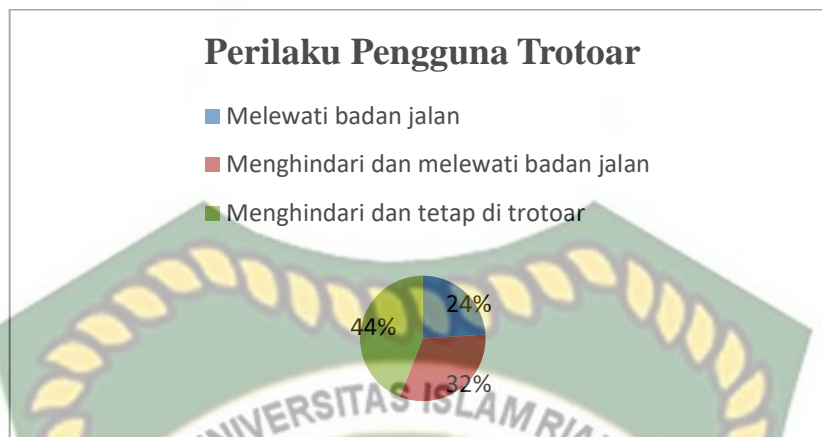 Perilaku Pengguna Trotoar
Melewati badan jalan
Menghindari dan melewati badan jalan
Menghindari dan tetap di trotoar
24%
44%
32%
UNIVERSITAS ISLAM